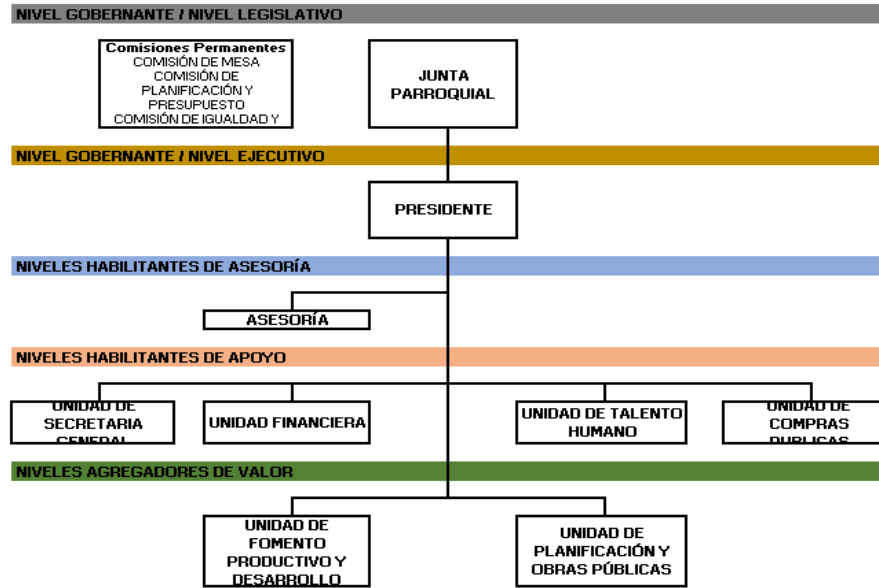 NIVEL GOBERNANTE / NIVEL LEGISLATIVO
Comisiones Permanentes
COMISIÓN DE MESA
COMISIÓN DE
PLANIFICACIÓN Y
PRESUPUESTO
COMISIÓN DE IGUALDAD Y
JUNTA
PARROQUIAL
NIVEL GOBERNANTE / NIVEL EJECUTIVO
PRESIDENTE
NIVELES HABILITANTES DE ASESORÍA
ASESORÍA
NIVELES HABILITANTES DE APOYO
UNIDAD DE
SECRETARIA
GENERAL
UNIDAD FINANCIERA
UNIDAD DE TALENTO
HUMANO
UNIDAD DE
COMPRAS
PUBLICAS
NIVELES AGREGADORES DE VALOR
UNIDAD DE
FOMENTO
PRODUCTIVO Y
DESARROLLO
UNIDAD DE
PLANIFICACIÓN Y
OBRAS PÚBLICAS